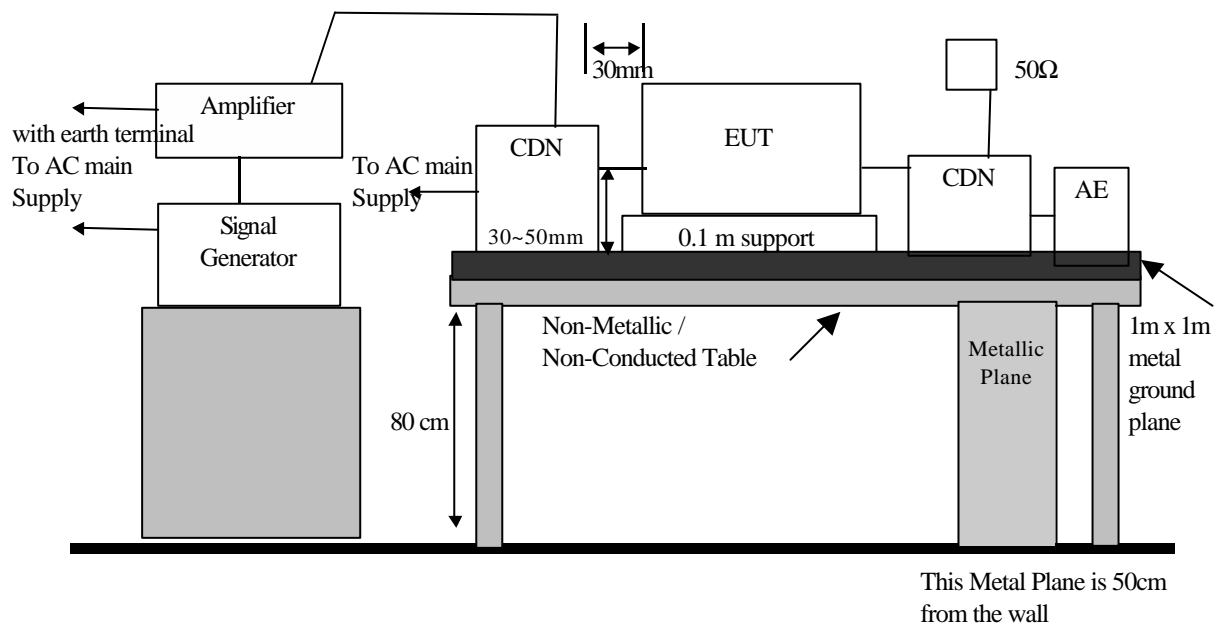 30mm
50Ω
Amplifier
with earth terminal
To AC main
Supply
Signal
Generator
To AC main
Supply
CDN
30~50mm
EUT
0.1 m support
CDN
AE
Non-Metallic /
Non-Conducted Table
Metallic
Plane
1m x 1m
metal
ground
plane
80 cm
This Metal Plane is 50cm
from the wall